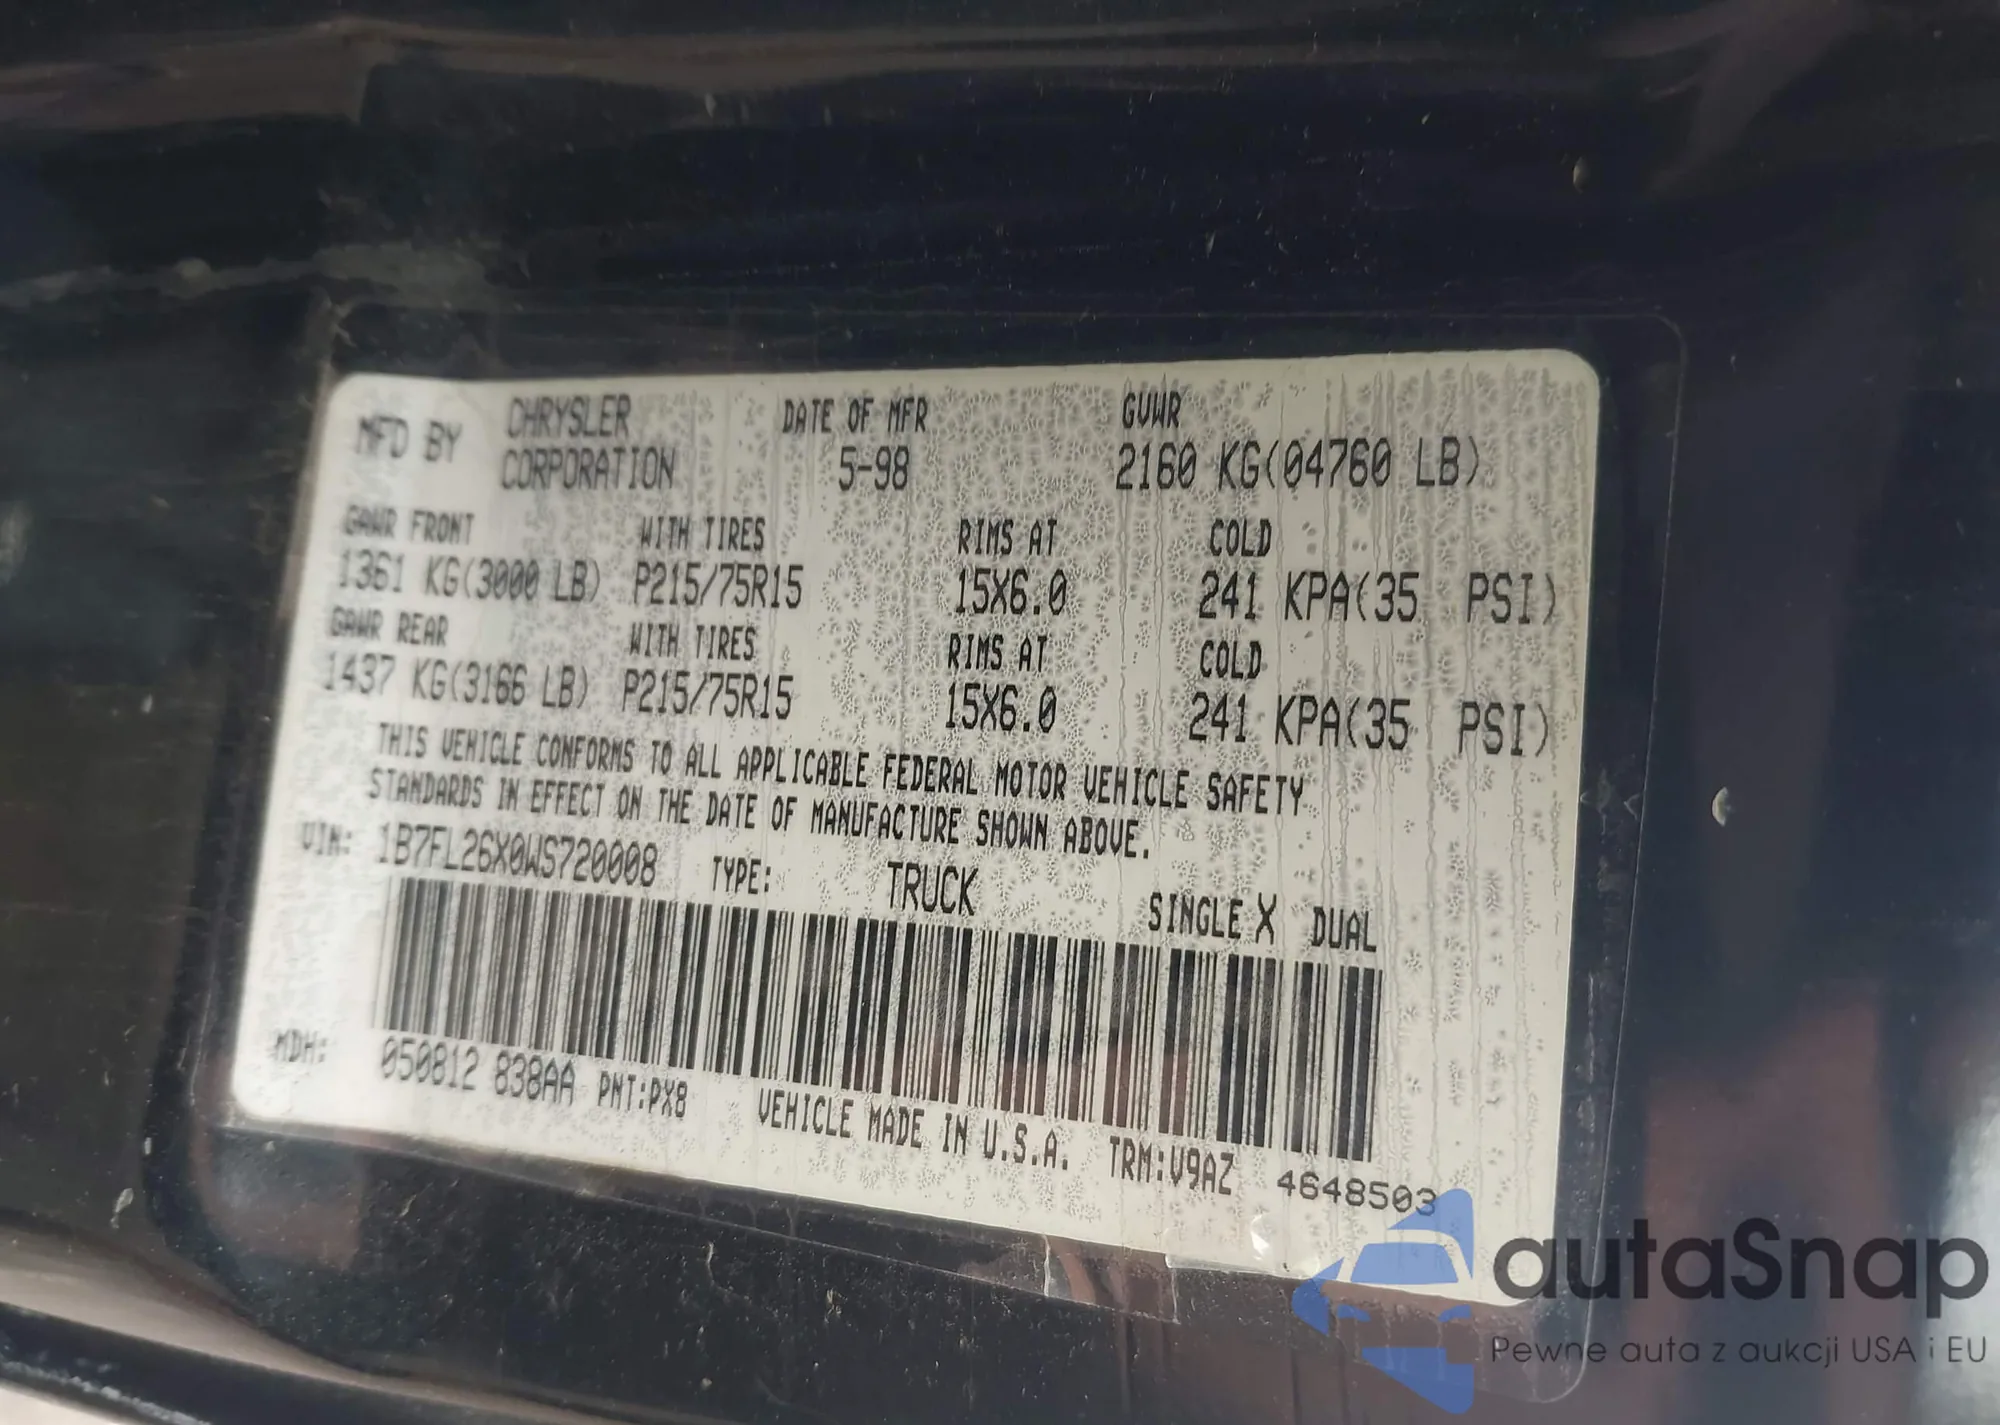 MFD BY CHRYSLER CORPORATION DATE OF MFR 5-98 GVWR 2160 KG(04760 LB)
GAWR FRONT WITH TIRES RIMS AT COLD
1361 KG(3000 LB) P215/75R15 15X6.0 241 KPA(35 PSI)
GAWR REAR WITH TIRES RIMS AT COLD
1437 KG(3166 LB) P215/75R15 15X6.0 241 KPA(35 PSI)
THIS VEHICLE CONFORMS TO ALL APPLICABLE FEDERAL MOTOR VEHICLE SAFETY
STANDARDS IN EFFECT ON THE DATE OF MANUFACTURE SHOWN ABOVE.
VIN: 1B7FL26X0WS720008 TYPE: TRUCK SINGLE X DUAL
MDH: 050812 838AA PNT:PX8 VEHICLE MADE IN U.S.A. TRM:V9AZ 4648503
autaSnap
Pewne auta z aukcji USA i EU